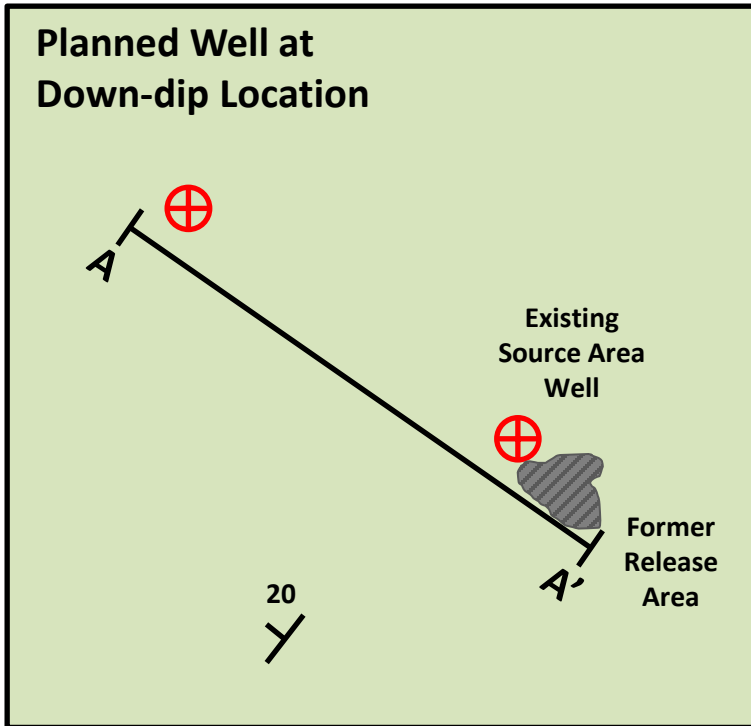 Planned Well at
Down-dip Location
A
Existing
Source Area
Well
A’
Former
Release
Area
20